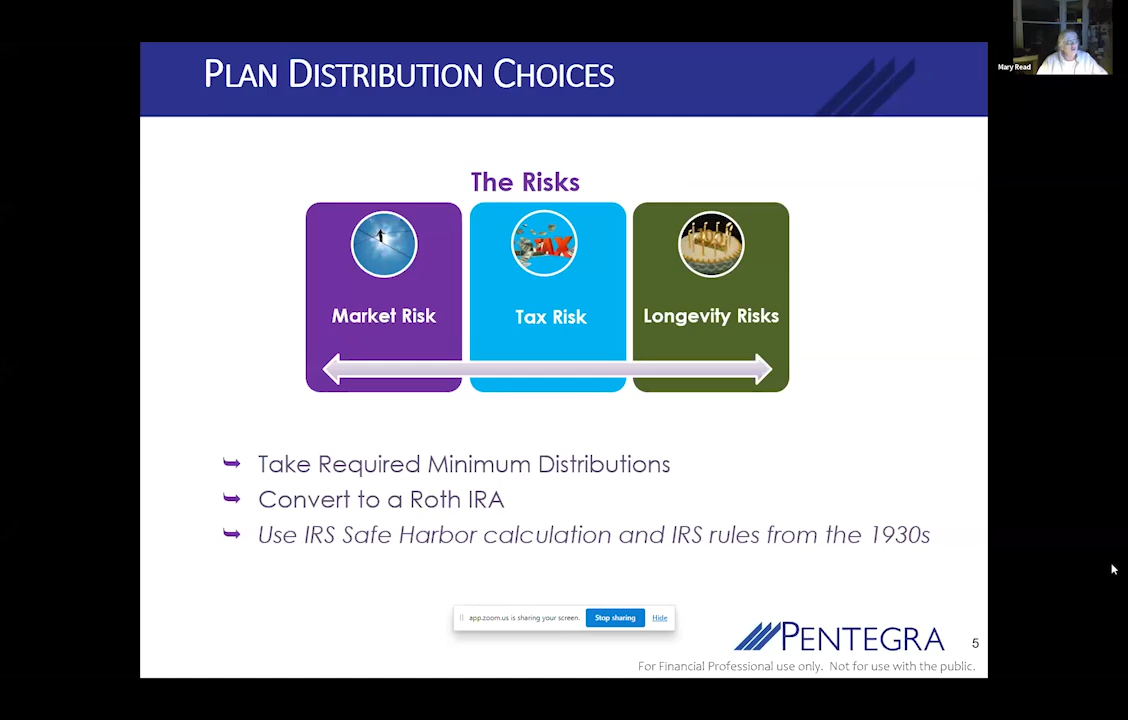 PLAN DISTRIBUTION CHOICES
Mary Read
The Risks
TAX
Market Risk
Tax Risk
Longevity Risks
Take Required Minimum Distributions
Convert to a Roth IRA
Use IRS Safe Harbor calculation and IRS rules from the 1930s
app.zoom.us is sharing your screen.
Stop sharing
Hide
PENTEGRA
5
For Financial Professional use only. Not for use with the public.